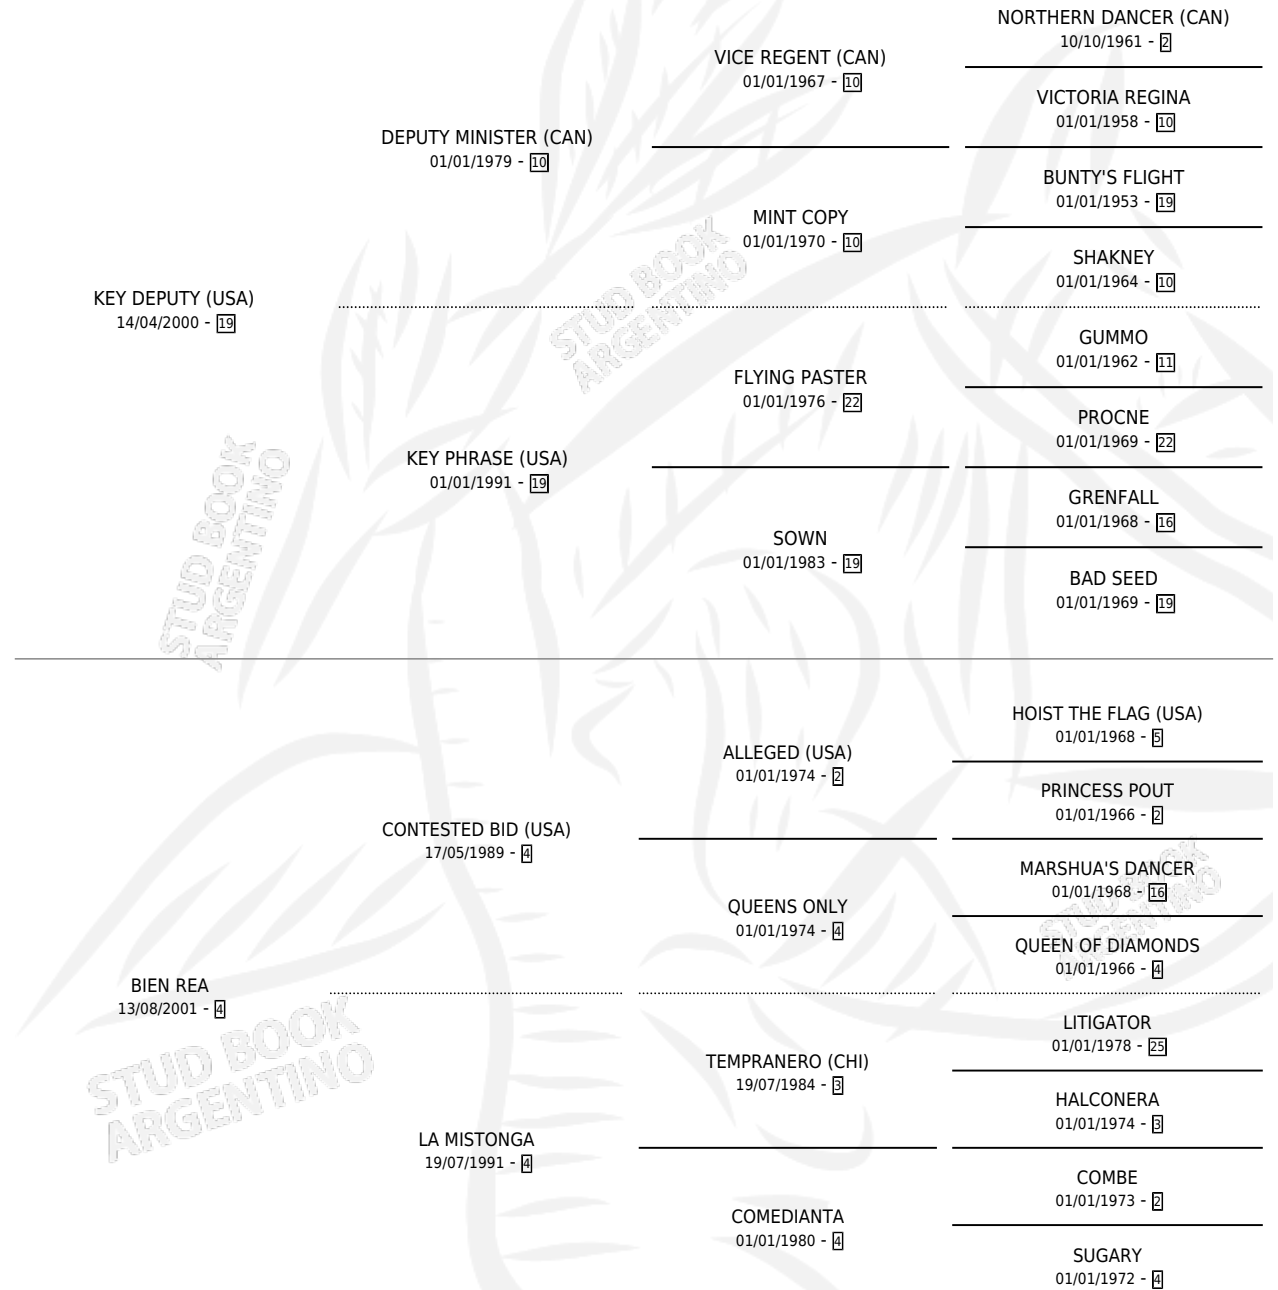 NORTHERN DANCER (CAN)
10/10/1961 - 2
VICE REGENT (CAN)
01/01/1967 - 10
VICTORIA REGINA
01/01/1958 - 10
DEPUTY MINISTER (CAN)
01/01/1979 - 10
BUNTY'S FLIGHT
01/01/1953 - 19
MINT COPY
01/01/1970 - 10
SHAKNEY
01/01/1964 - 10
KEY DEPUTY (USA)
14/04/2000 - 19
STUD BOOK
ARGENTINO
GUMMO
01/01/1962 - 11
FLYING PASTER
01/01/1976 - 22
PROCNE
01/01/1969 - 22
KEY PHRASE (USA)
01/01/1991 - 19
GRENFALL
01/01/1968 - 16
SOWN
01/01/1983 - 19
BAD SEED
01/01/1969 - 19
STUD BOOK
ARGENTINO
HOIST THE FLAG (USA)
01/01/1968 - 5
ALLEGED (USA)
01/01/1974 - 2
PRINCESS POUT
01/01/1966 - 2
CONTESTED BID (USA)
17/05/1989 - 4
MARSHUA'S DANCER
01/01/1968 - 16
QUEENS ONLY
01/01/1974 - 4
QUEEN OF DIAMONDS
01/01/1966 - 4
STUD BOOK
ARGENTINO
BIEN REA
13/08/2001 - 4
LITIGATOR
01/01/1978 - 25
TEMPRANERO (CHI)
19/07/1984 - 3
HALCONERA
01/01/1974 - 3
STUD BOOK
ARGENTINO
LA MISTONGA
19/07/1991 - 4
COMBE
01/01/1973 - 2
COMEDIANTA
01/01/1980 - 4
SUGARY
01/01/1972 - 4